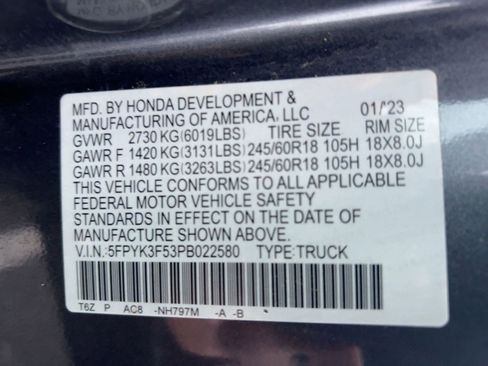 MFD. BY HONDA DEVELOPMENT & 01/'23
MANUFACTURING OF AMERICA, LLC
GVWR 2730 KG(6019LBS) TIRE SIZE RIM SIZE
GAWR F 1420 KG(3131LBS) 245/60R18 105H 18X8.0J
GAWR R 1480 KG(3263LBS) 245/60R18 105H 18X8.0J
THIS VEHICLE CONFORMS TO ALL APPLICABLE
FEDERAL MOTOR VEHICLE SAFETY
STANDARDS IN EFFECT ON THE DATE OF
MANUFACTURE SHOWN ABOVE.
V.I.N.:5FPYK3F53PB022580 TYPE:TRUCK
T6Z P AC8 -NH797M -A -B